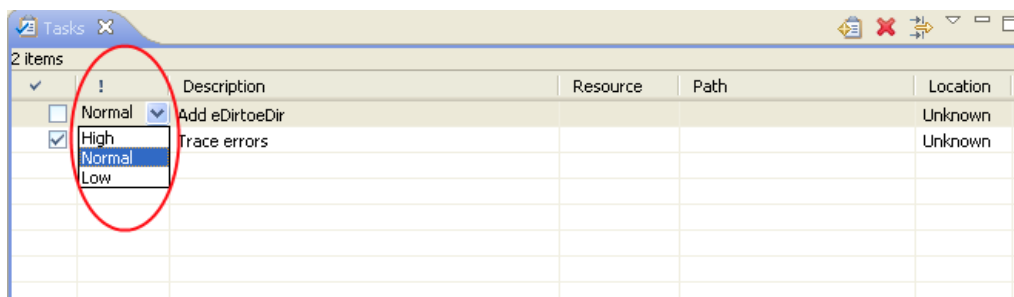 Tasks
2 items
! Description Resource Path Location
Normal Add eDirtoeDir Unknown
High Trace errors Unknown
Normal
Low